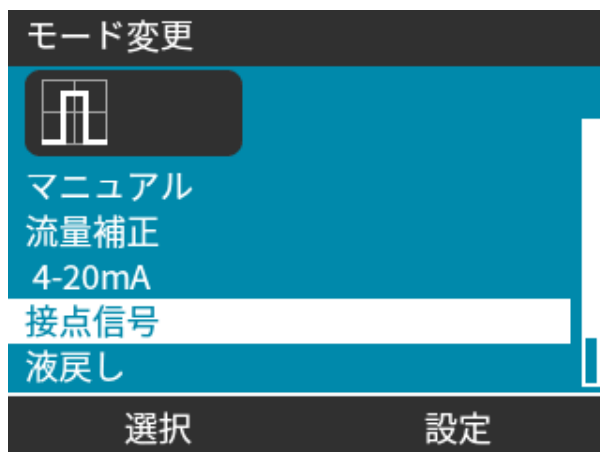 モード変更
マニュアル
流量補正
4-20mA
接点信号
液戻し
選択 設定